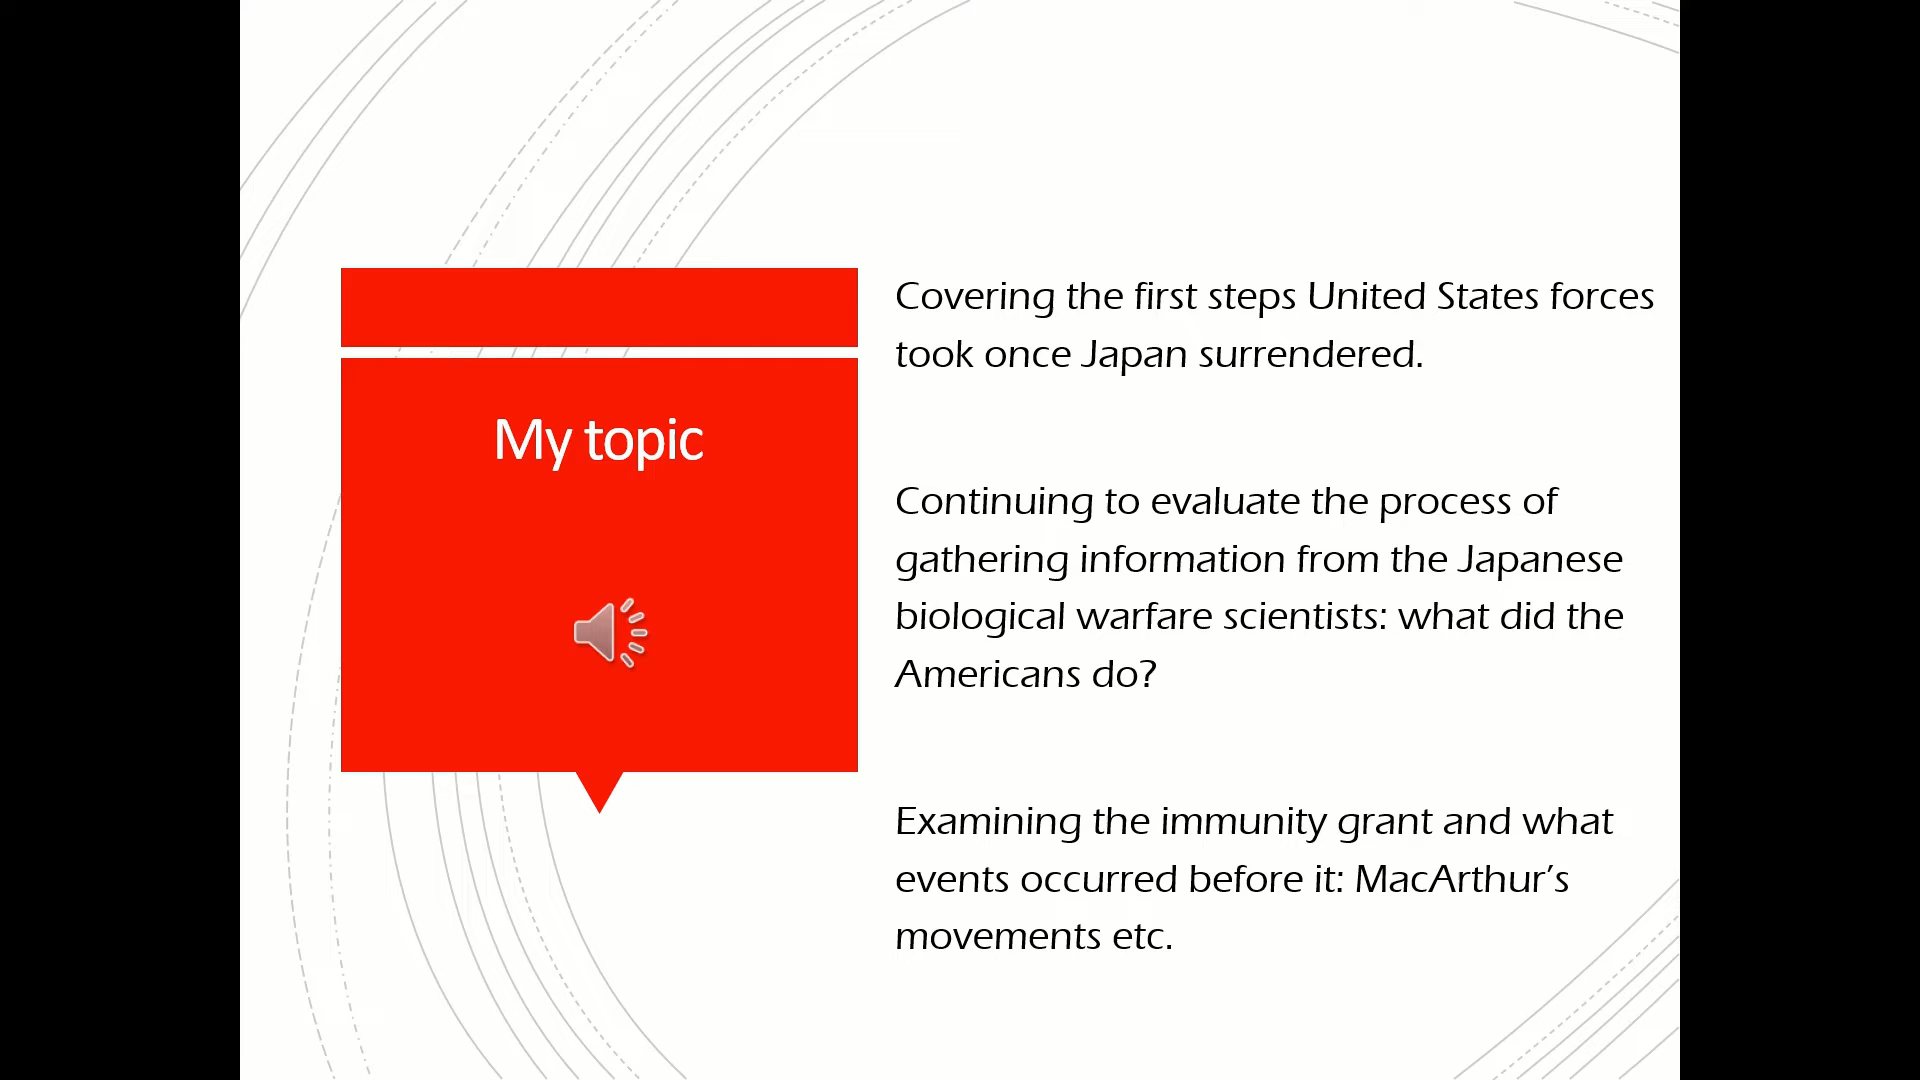 My topic
Covering the first steps United States forces
took once Japan surrendered.
Continuing to evaluate the process of
gathering information from the Japanese
biological warfare scientists: what did the
Americans do?
Examining the immunity grant and what
events occurred before it: MacArthur’s
movements etc.